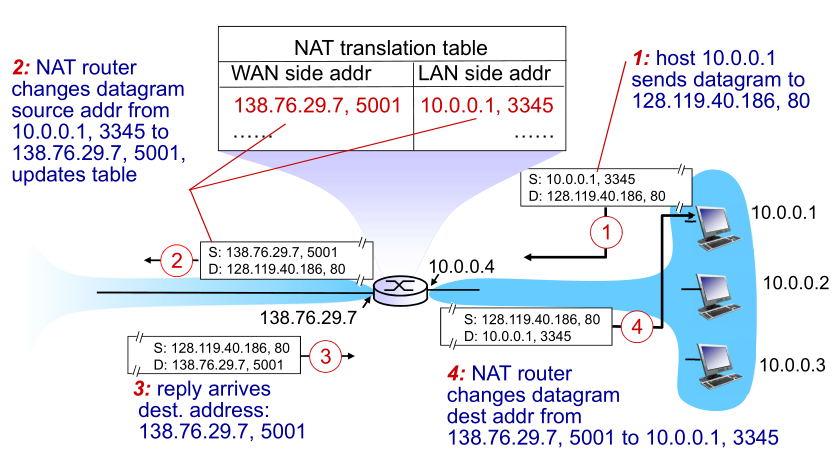 NAT translation table
WAN side addr LAN side addr
138.76.29.7, 5001 10.0.0.1, 3345
…… ……
2: NAT router
changes datagram
source addr from
10.0.0.1, 3345 to
138.76.29.7, 5001,
updates table
1: host 10.0.0.1
sends datagram to
128.119.40.186, 80
S: 10.0.0.1, 3345
D: 128.119.40.186, 80
1
10.0.0.1
S: 138.76.29.7, 5001
D: 128.119.40.186, 80
2
10.0.0.4
10.0.0.2
138.76.29.7
S: 128.119.40.186, 80
D: 10.0.0.1, 3345
4
S: 128.119.40.186, 80
D: 138.76.29.7, 5001
3
10.0.0.3
3: reply arrives
dest. address:
138.76.29.7, 5001
4: NAT router
changes datagram
dest addr from
138.76.29.7, 5001 to 10.0.0.1, 3345